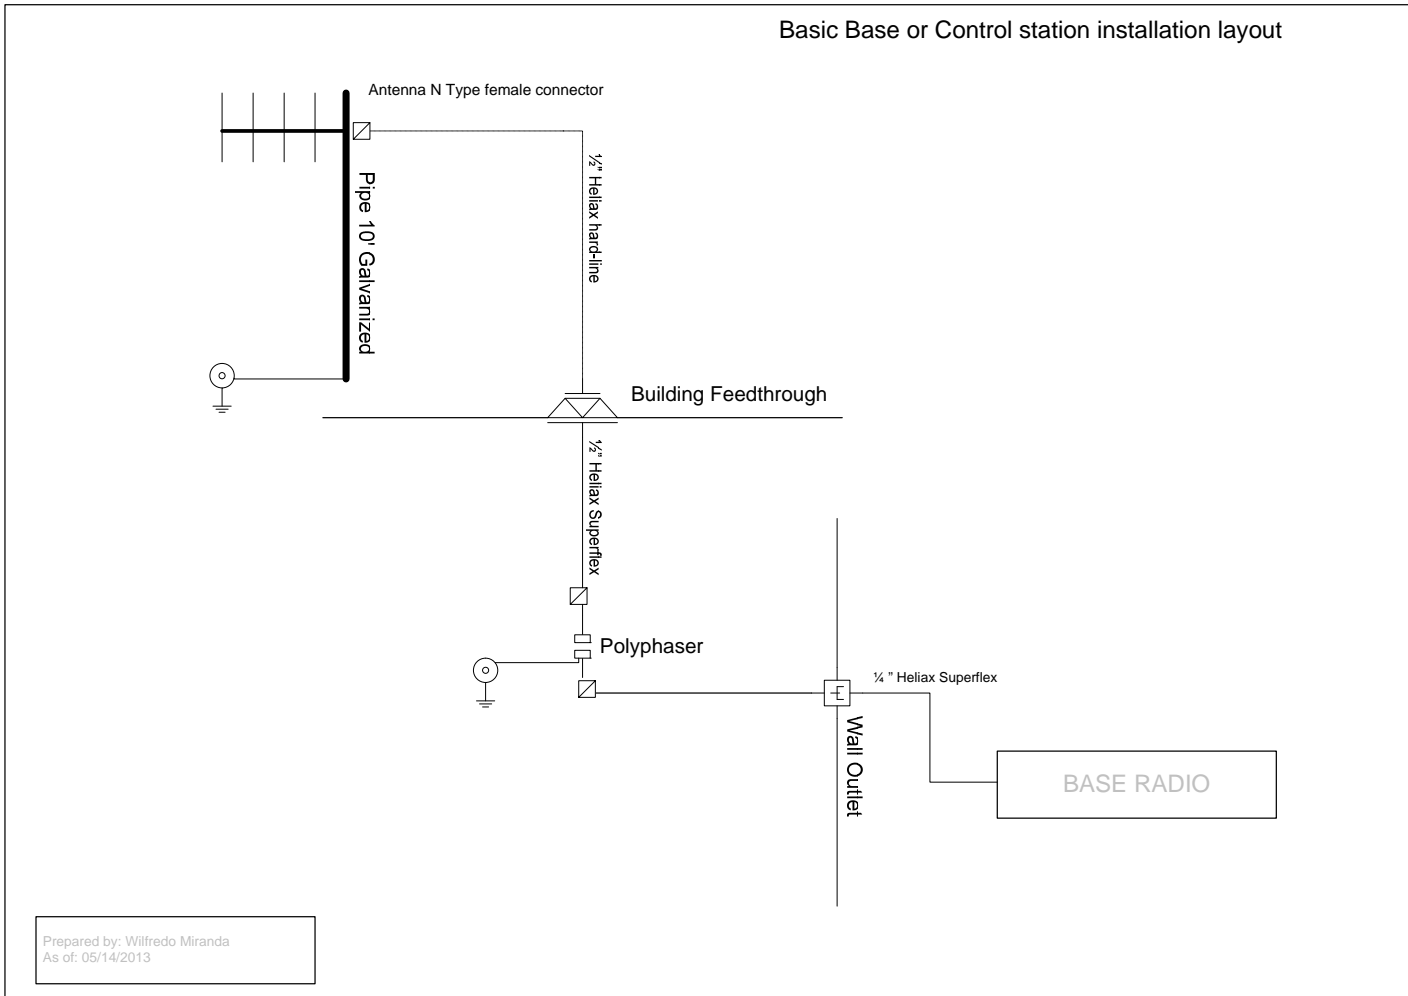 Basic Base or Control station installation layout
Antenna N Type female connector
Pipe 10' Galvanized
½" Heliax hard-line
Building Feedthrough
½" Heliax Superflex
Polyphaser
¼ " Heliax Superflex
Wall Outlet
BASE RADIO
Prepared by: Wilfredo Miranda
As of: 05/14/2013